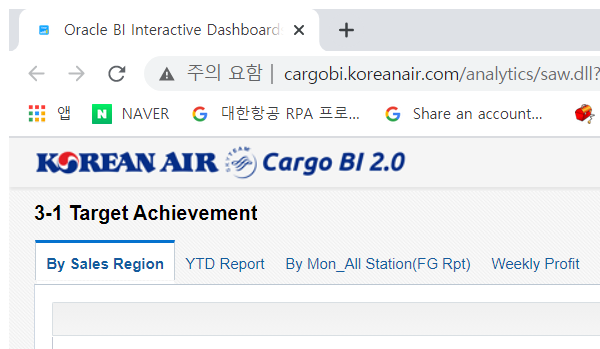 Oracle BI Interactive Dashboard
주의 요함 | cargobi.koreanair.com/analytics/saw.dll?
앱 N NAVER G 대한항공 RPA 프로... G Share an account...
KOREAN AIR SKYTEAM Cargo BI 2.0
3-1 Target Achievement
By Sales Region YTD Report By Mon_All Station(FG Rpt) Weekly Profit